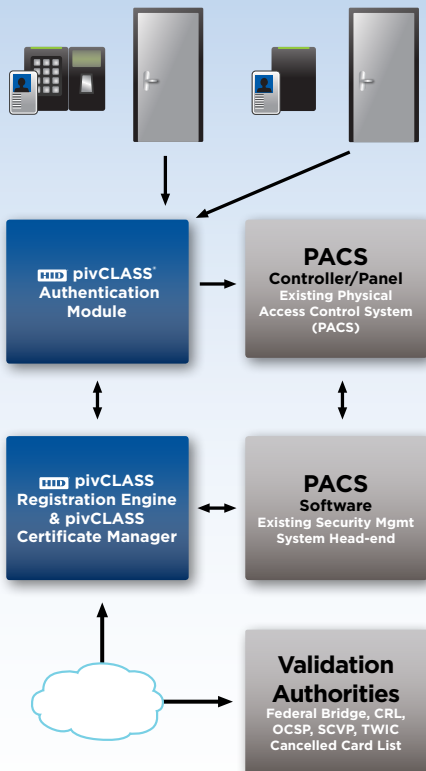 HID pivCLASS®
Authentication
Module
PACS
Controller/Panel
Existing Physical
Access Control System
(PACS)
HID pivCLASS
Registration Engine
& pivCLASS
Certificate Manager
PACS
Software
Existing Security Mgmt
System Head-end
Validation
Authorities
Federal Bridge, CRL,
OCSP, SCVP, TWIC
Cancelled Card List